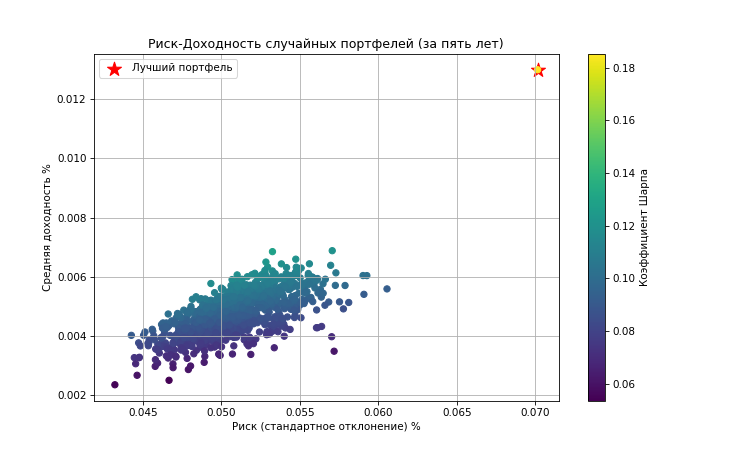 Риск-Доходность случайных портфелей (за пять лет)
Лучший портфель
Средняя доходность %
0.012
0.010
0.008
0.006
0.004
0.002
0.045 0.050 0.055 0.060 0.065 0.070
Риск (стандартное отклонение) %
0.18
0.16
0.14
0.12
0.10
0.08
0.06
Коэффициент Шарпа